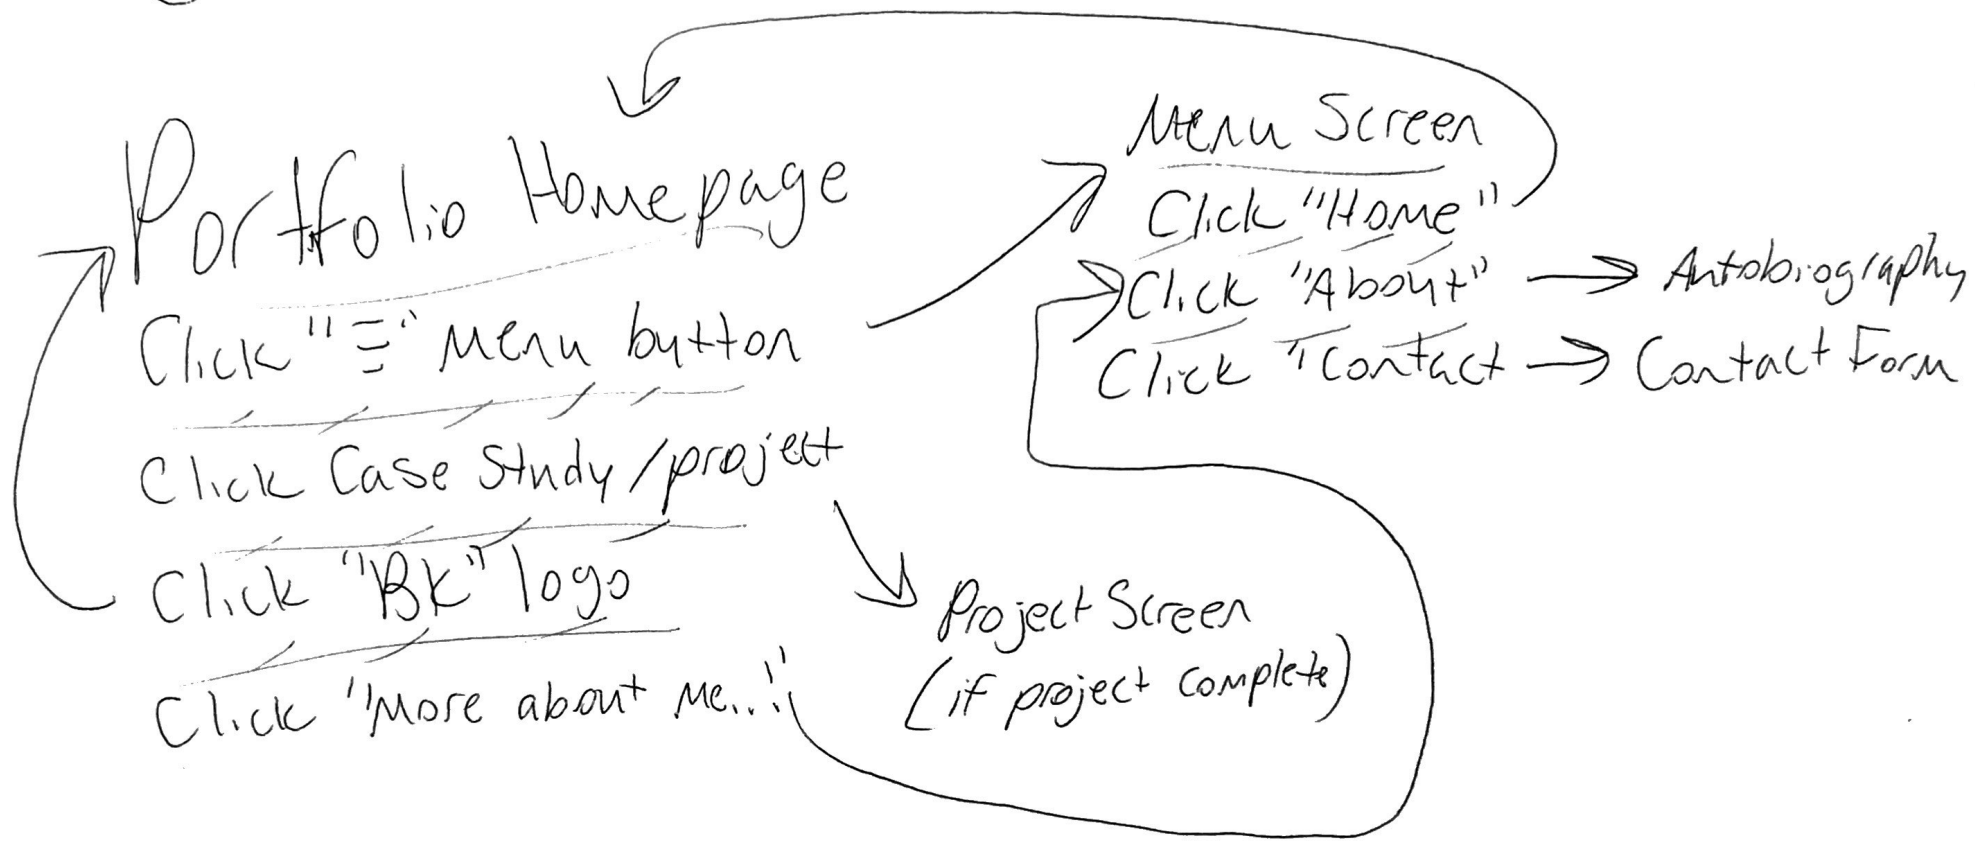 Portfolio Homepage
Click "☰" Menu button
Click Case Study/project
Click "BK" logo
Click "More about me..."
Menu Screen
Click "Home"
Click "About" → Autobiography
Click "Contact → Contact Form
Project Screen
(if project complete)